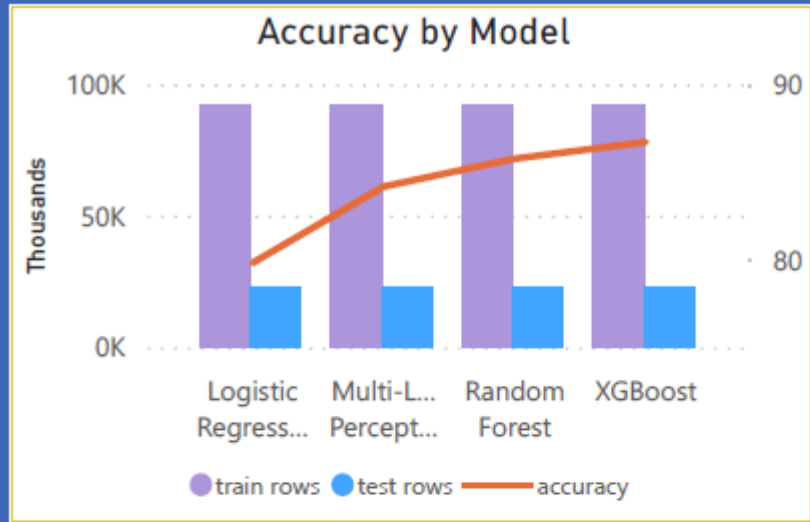 Accuracy by Model
100K
90
Thousands
50K
80
0K
Logistic Regress...
Multi-L... Percept...
Random Forest
XGBoost
train rows
test rows
accuracy